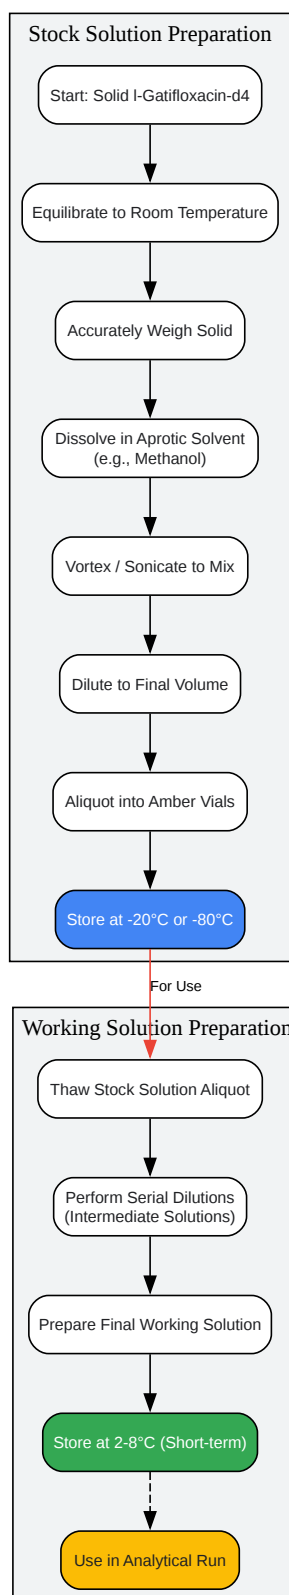 Stock Solution Preparation
Start: Solid l-Gatifloxacin-d4
Equilibrate to Room Temperature
Accurately Weigh Solid
Dissolve in Aprotic Solvent
(e.g., Methanol)
Vortex / Sonicate to Mix
Dilute to Final Volume
Aliquot into Amber Vials
Store at -20°C or -80°C
For Use
Working Solution Preparation
Thaw Stock Solution Aliquot
Perform Serial Dilutions
(Intermediate Solutions)
Prepare Final Working Solution
Store at 2-8°C (Short-term)
Use in Analytical Run